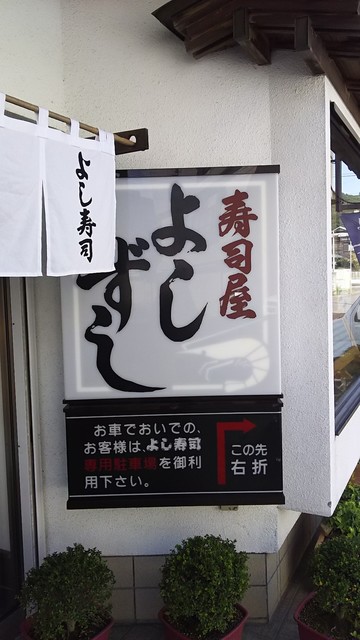 よし寿司
寿司屋
よし
ずし
お車でおいでの、
お客様は、よし寿司
専用駐車場を御利
用下さい。
この先
右折